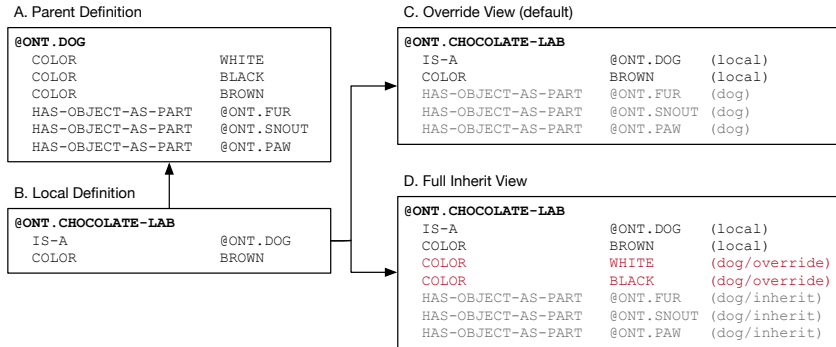 A. Parent Definition
@ONT.DOG
COLOR WHITE
COLOR BLACK
COLOR BROWN
HAS-OBJECT-AS-PART @ONT.FUR
HAS-OBJECT-AS-PART @ONT.SNOUT
HAS-OBJECT-AS-PART @ONT.PAW
B. Local Definition
@ONT.CHOCOLATE-LAB
IS-A @ONT.DOG
COLOR BROWN
C. Override View (default)
@ONT.CHOCOLATE-LAB
IS-A @ONT.DOG (local)
COLOR BROWN (local)
HAS-OBJECT-AS-PART @ONT.FUR (dog)
HAS-OBJECT-AS-PART @ONT.SNOUT (dog)
HAS-OBJECT-AS-PART @ONT.PAW (dog)
D. Full Inherit View
@ONT.CHOCOLATE-LAB
IS-A @ONT.DOG (local)
COLOR BROWN (local)
COLOR WHITE (dog/override)
COLOR BLACK (dog/override)
HAS-OBJECT-AS-PART @ONT.FUR (dog/inherit)
HAS-OBJECT-AS-PART @ONT.SNOUT (dog/inherit)
HAS-OBJECT-AS-PART @ONT.PAW (dog/inherit)